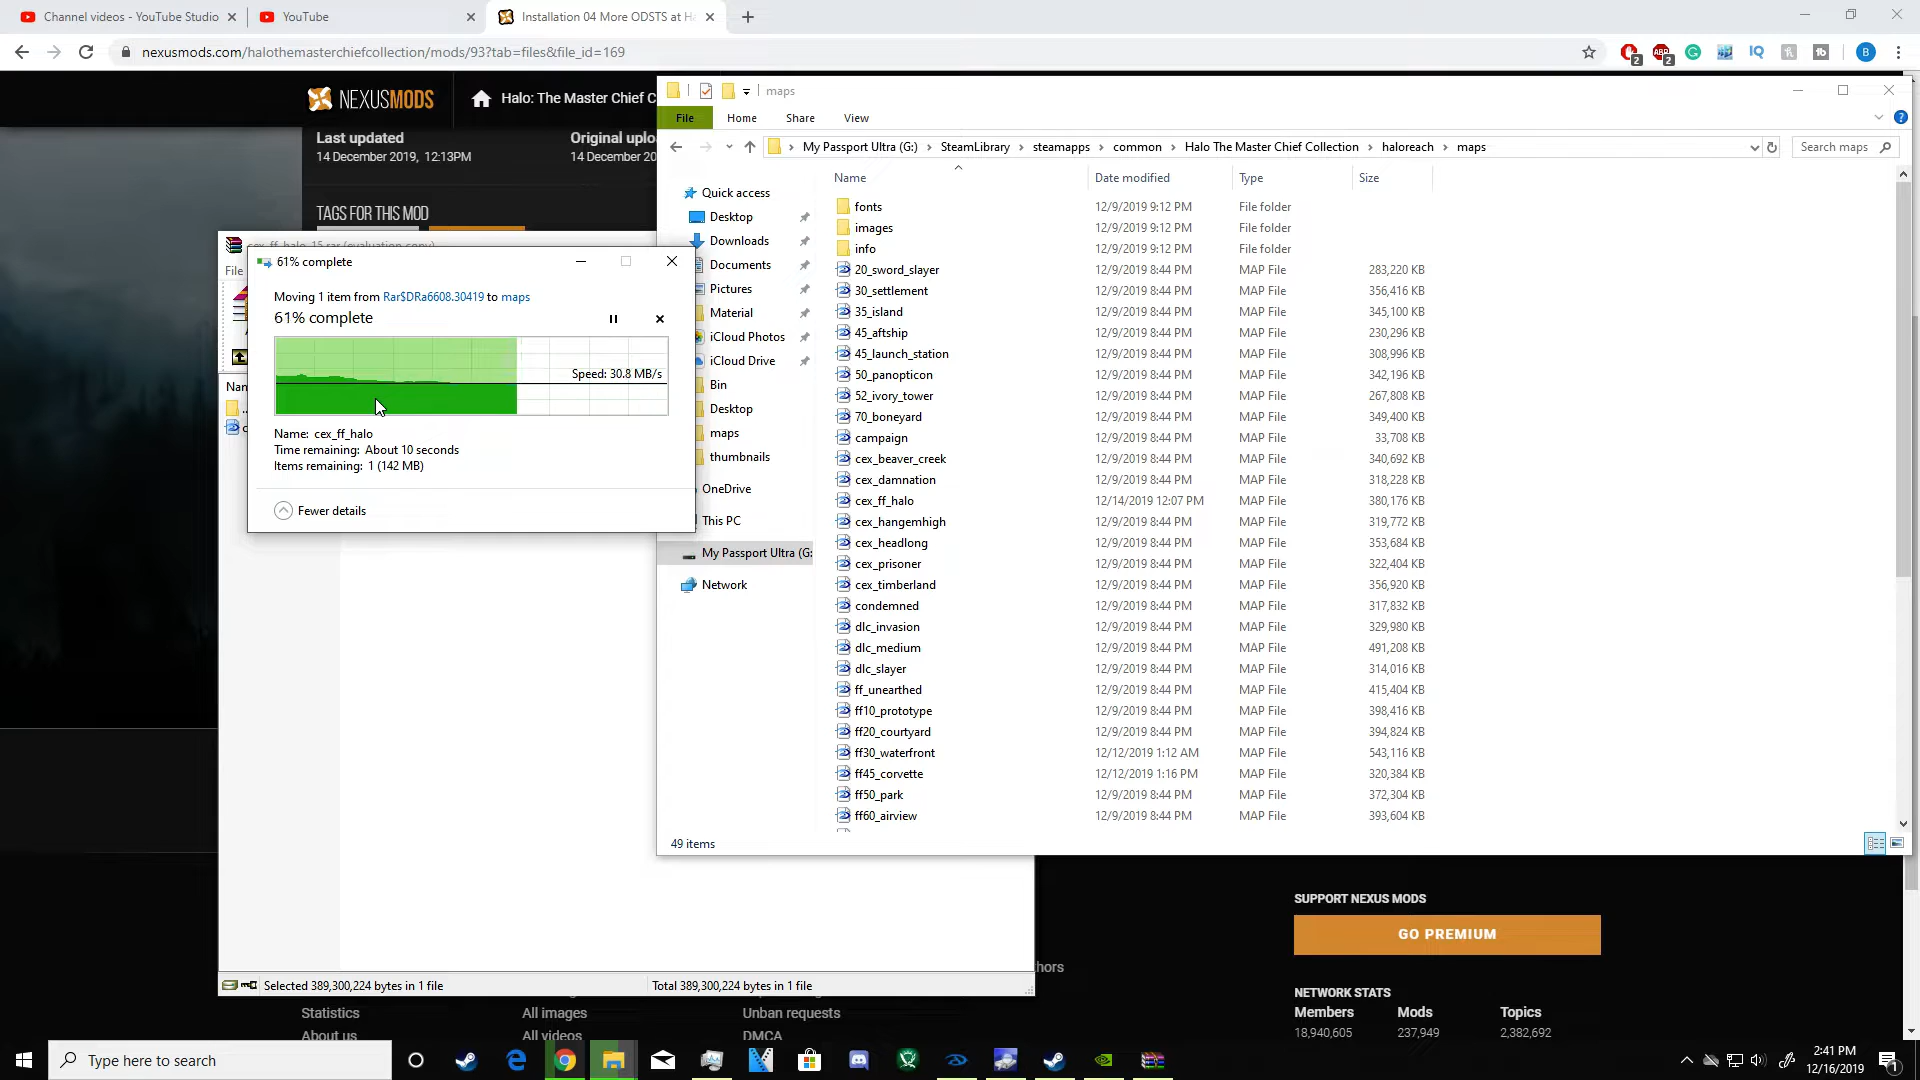 Channel videos - YouTube Studio
YouTube
Installation 04 More ODSTS at Ha
nexusmods.com/halothemasterchiefcollection/mods/93?tab=files&file_id=169
NEXUSMODS
Halo: The Master Chief C
Last updated
14 December 2019, 12:13PM
Original uplo
14 December 20
TAGS FOR THIS MOD
cex_ff_halo_15.rar (evaluation copy)
File
Nan
61% complete
Moving 1 item from Rar$DRa6608.30419 to maps
61% complete
Speed: 30.8 MB/s
Name: cex_ff_halo
Time remaining: About 10 seconds
Items remaining: 1 (142 MB)
Fewer details
Selected 389,300,224 bytes in 1 file
Total 389,300,224 bytes in 1 file
maps
File
Home
Share
View
My Passport Ultra (G:) > SteamLibrary > steamapps > common > Halo The Master Chief Collection > haloreach > maps
Search maps
Quick access
Desktop
Downloads
Documents
Pictures
Material
iCloud Photos
iCloud Drive
Bin
Desktop
maps
thumbnails
OneDrive
This PC
My Passport Ultra (G:
Network
Name Date modified Type Size
fonts 12/9/2019 9:12 PM File folder
images 12/9/2019 9:12 PM File folder
info 12/9/2019 9:12 PM File folder
20_sword_slayer 12/9/2019 8:44 PM MAP File 283,220 KB
30_settlement 12/9/2019 8:44 PM MAP File 356,416 KB
35_island 12/9/2019 8:44 PM MAP File 345,100 KB
45_aftship 12/9/2019 8:44 PM MAP File 230,296 KB
45_launch_station 12/9/2019 8:44 PM MAP File 308,996 KB
50_panopticon 12/9/2019 8:44 PM MAP File 342,196 KB
52_ivory_tower 12/9/2019 8:44 PM MAP File 267,808 KB
70_boneyard 12/9/2019 8:44 PM MAP File 349,400 KB
campaign 12/9/2019 8:44 PM MAP File 33,708 KB
cex_beaver_creek 12/9/2019 8:44 PM MAP File 340,692 KB
cex_damnation 12/9/2019 8:44 PM MAP File 318,228 KB
cex_ff_halo 12/14/2019 12:07 PM MAP File 380,176 KB
cex_hangemhigh 12/9/2019 8:44 PM MAP File 319,772 KB
cex_headlong 12/9/2019 8:44 PM MAP File 353,684 KB
cex_prisoner 12/9/2019 8:44 PM MAP File 322,404 KB
cex_timberland 12/9/2019 8:44 PM MAP File 356,920 KB
condemned 12/9/2019 8:44 PM MAP File 317,832 KB
dlc_invasion 12/9/2019 8:44 PM MAP File 329,980 KB
dlc_medium 12/9/2019 8:44 PM MAP File 491,208 KB
dlc_slayer 12/9/2019 8:44 PM MAP File 314,016 KB
ff_unearthed 12/9/2019 8:44 PM MAP File 415,404 KB
ff10_prototype 12/9/2019 8:44 PM MAP File 398,416 KB
ff20_courtyard 12/9/2019 8:44 PM MAP File 394,824 KB
ff30_waterfront 12/12/2019 1:12 AM MAP File 543,116 KB
ff45_corvette 12/12/2019 1:16 PM MAP File 320,384 KB
ff50_park 12/9/2019 8:44 PM MAP File 372,304 KB
ff60_airview 12/9/2019 8:44 PM MAP File 393,604 KB
49 items
hors
Statistics
All images
Unban requests
About us
All videos
DMCA
SUPPORT NEXUS MODS
GO PREMIUM
NETWORK STATS
Members Mods Topics
18,940,605 237,949 2,382,692
Type here to search
2:41 PM
12/16/2019